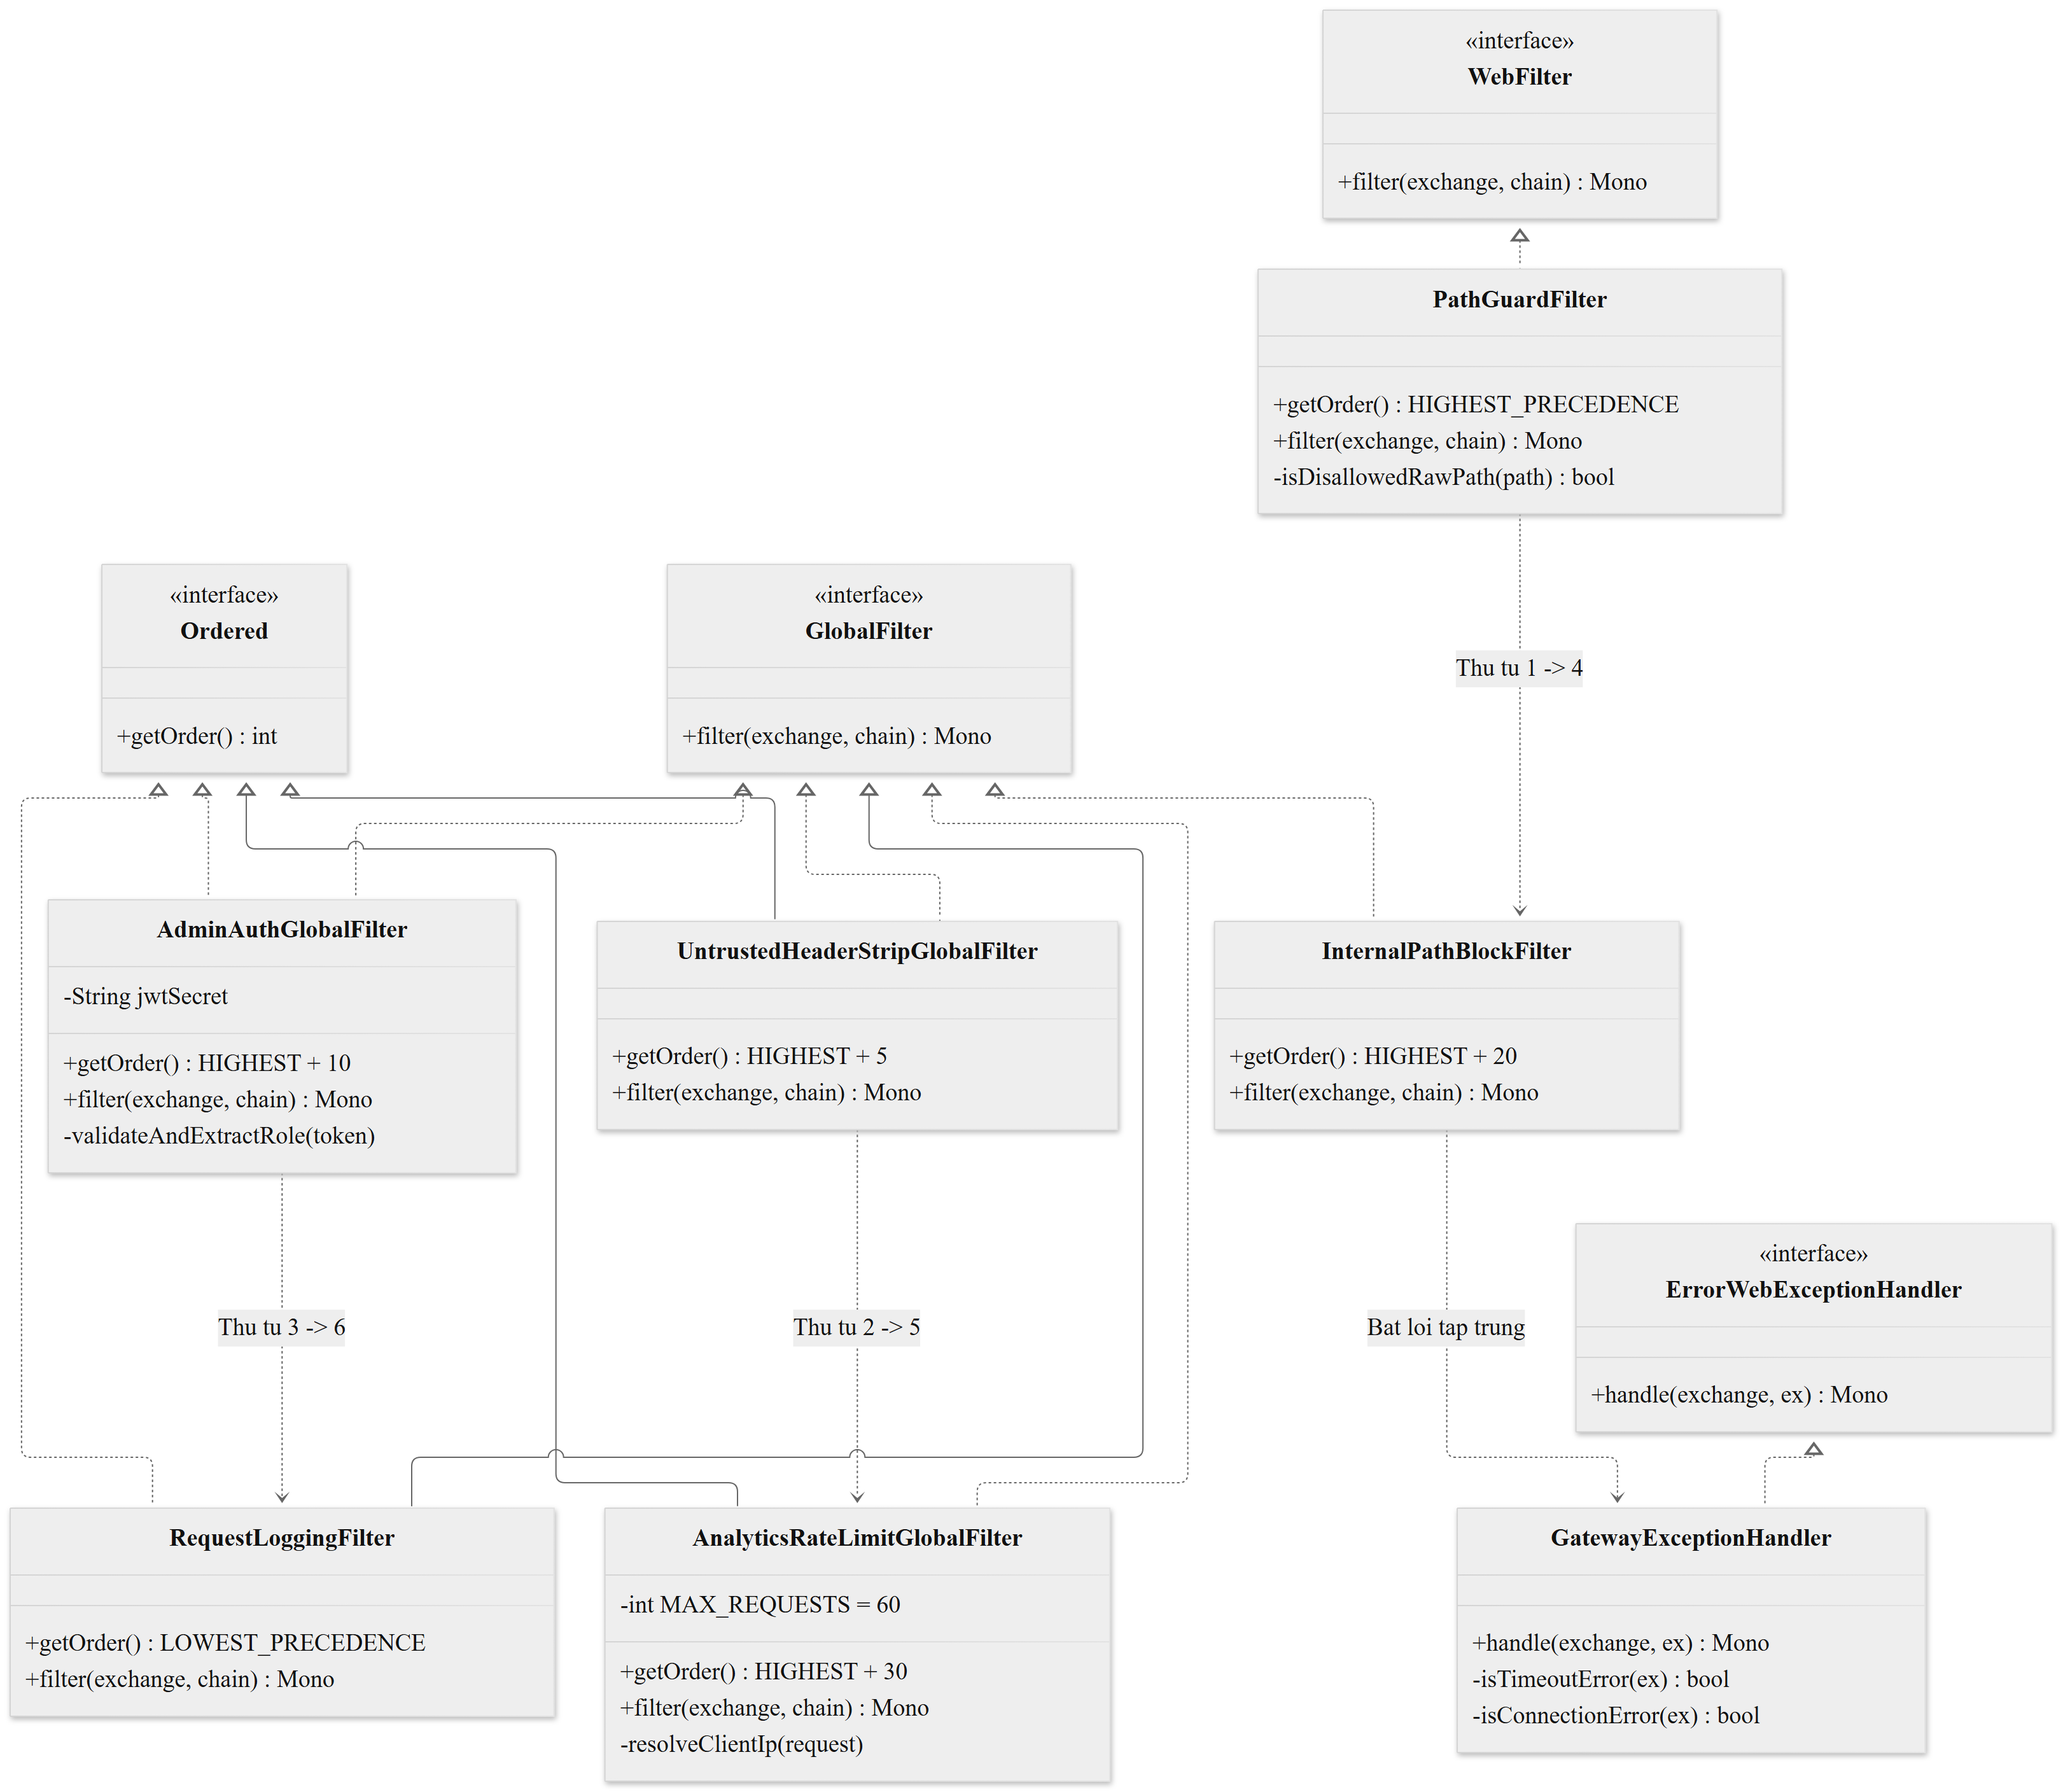 «interface»
WebFilter
+filter(exchange, chain) : Mono
PathGuardFilter
+getOrder() : HIGHEST_PRECEDENCE
+filter(exchange, chain) : Mono
-isDisallowedRawPath(path) : bool
«interface»
Ordered
+getOrder() : int
«interface»
GlobalFilter
+filter(exchange, chain) : Mono
Thu tu 1 -> 4
AdminAuthGlobalFilter
-String jwtSecret
+getOrder() : HIGHEST + 10
+filter(exchange, chain) : Mono
-validateAndExtractRole(token)
UntrustedHeaderStripGlobalFilter
+getOrder() : HIGHEST + 5
+filter(exchange, chain) : Mono
InternalPathBlockFilter
+getOrder() : HIGHEST + 20
+filter(exchange, chain) : Mono
«interface»
ErrorWebExceptionHandler
+handle(exchange, ex) : Mono
Thu tu 3 -> 6
Thu tu 2 -> 5
Bat loi tap trung
RequestLoggingFilter
+getOrder() : LOWEST_PRECEDENCE
+filter(exchange, chain) : Mono
AnalyticsRateLimitGlobalFilter
-int MAX_REQUESTS = 60
+getOrder() : HIGHEST + 30
+filter(exchange, chain) : Mono
-resolveClientIp(request)
GatewayExceptionHandler
+handle(exchange, ex) : Mono
-isTimeoutError(ex) : bool
-isConnectionError(ex) : bool